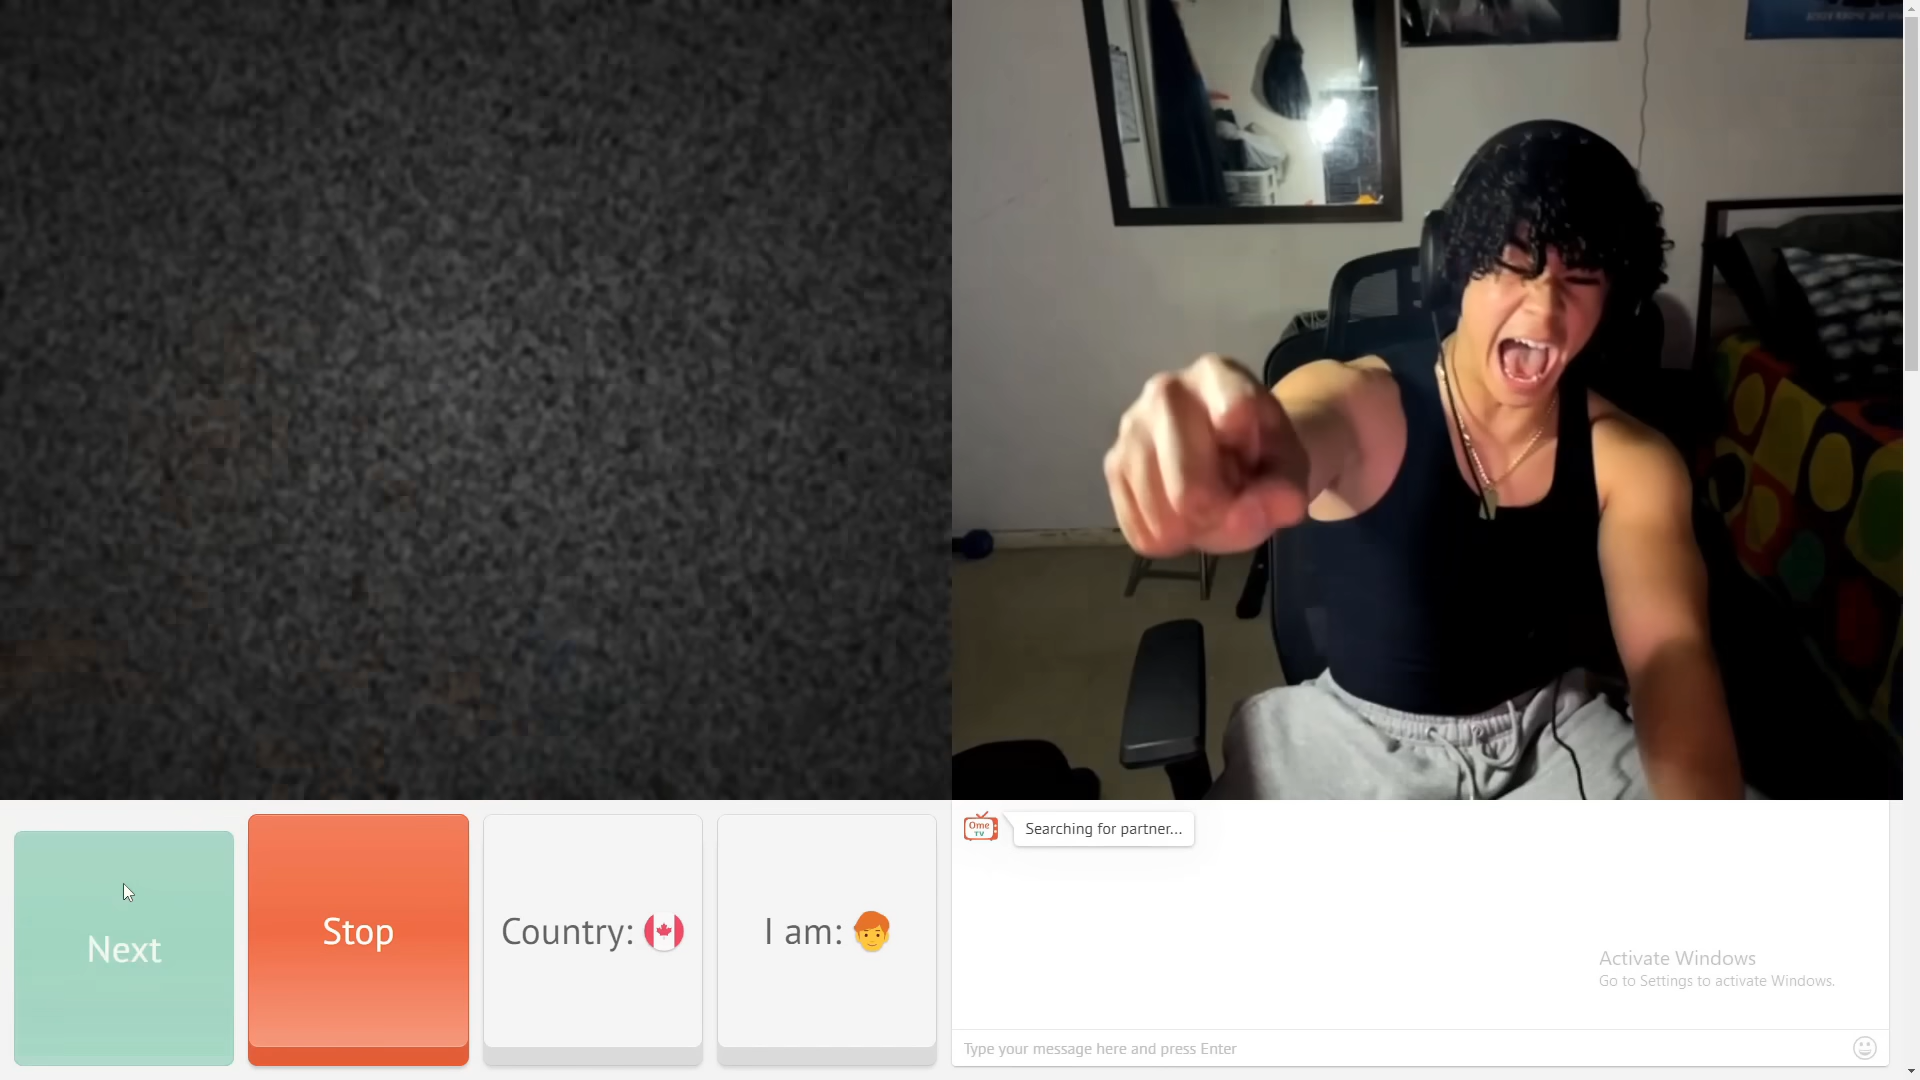 Ome
TV
Searching for partner...
Next
Stop
Country:
I am:
Activate Windows
Go to Settings to activate Windows.
Type your message here and press Enter